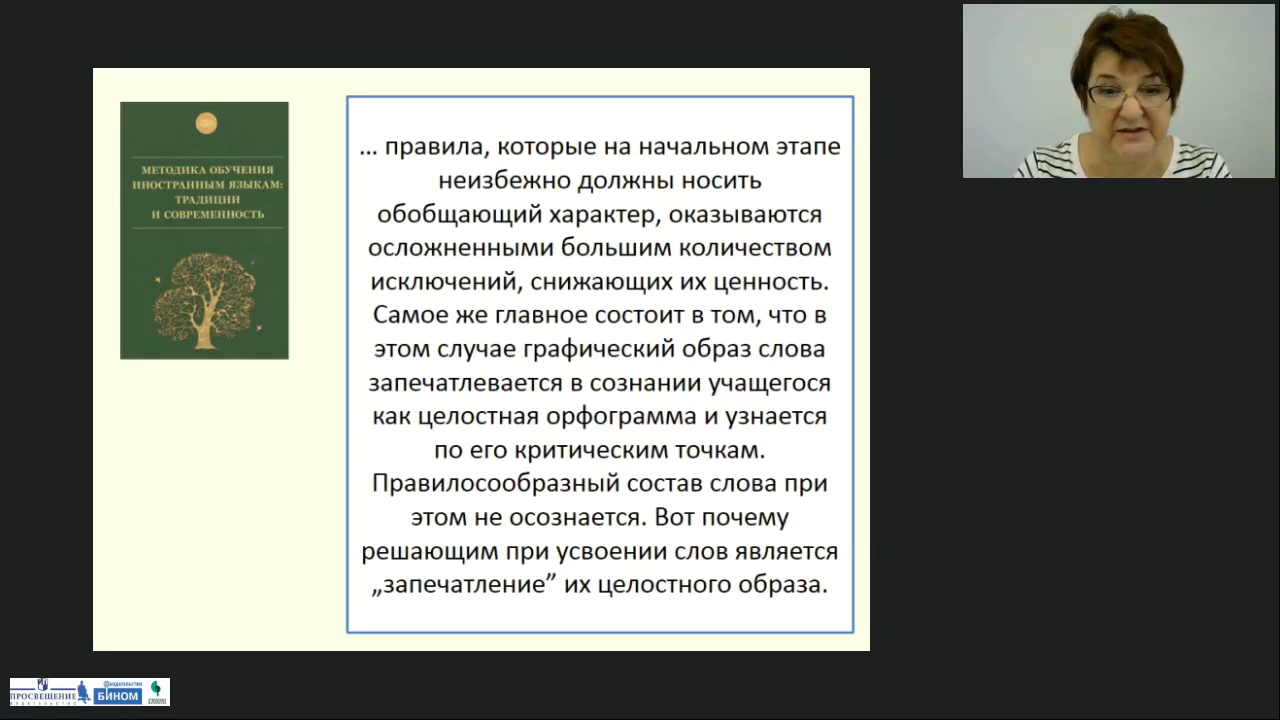 МЕТОДИКА ОБУЧЕНИЯ
ИНОСТРАННЫМ ЯЗЫКАМ:
ТРАДИЦИИ
И СОВРЕМЕННОСТЬ
... правила, которые на начальном этапе
неизбежно должны носить
обобщающий характер, оказываются
осложненными большим количеством
исключений, снижающих их ценность.
Самое же главное состоит в том, что в
этом случае графический образ слова
запечатлевается в сознании учащегося
как целостная орфограмма и узнается
по его критическим точкам.
Правилосообразный состав слова при
этом не осознается. Вот почему
решающим при усвоении слов является
„запечатление” их целостного образа.
ПРОСВЕЩЕНИЕ
ИЗДАТЕЛЬСТВО
ИЗДАТЕЛЬСТВО
БИНОМ